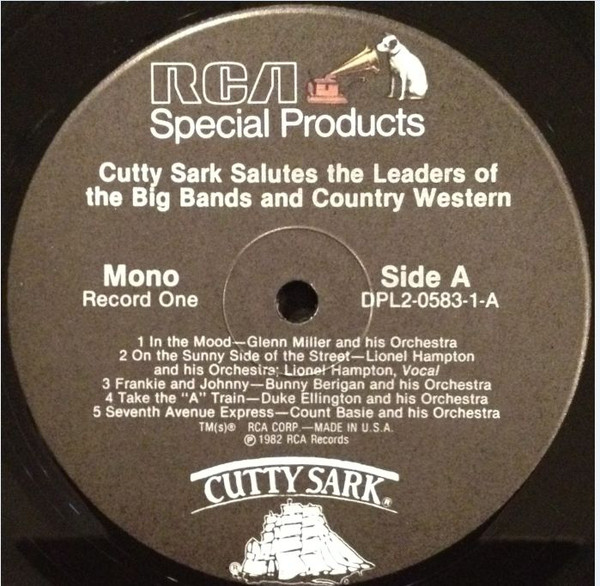 RCA
Special Products
Cutty Sark Salutes the Leaders of
the Big Bands and Country Western
Mono
Side A
Record One
DPL2-0583-1-A
1 In the Mood—Glenn Miller and his Orchestra
2 On the Sunny Side of the Street—Lionel Hampton
and his Orchestra; Lionel Hampton, Vocal
3 Frankie and Johnny—Bunny Berigan and his Orchestra
4 Take the "A" Train—Duke Ellington and his Orchestra
5 Seventh Avenue Express—Count Basie and his Orchestra
TM(s)® RCA CORP.—MADE IN U.S.A.
℗ 1982 RCA Records
CUTTY SARK®